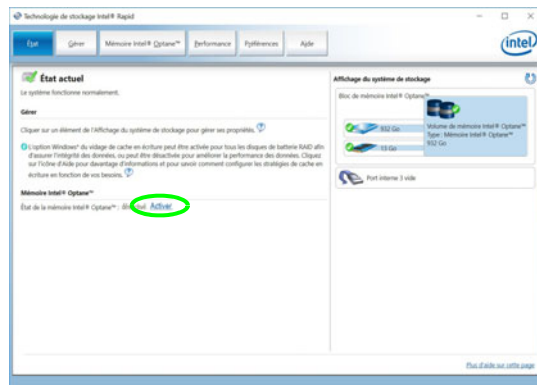 Technologie de stockage Intel® Rapid
État
Gérer
Mémoire Intel® Optane™
Performance
Préférences
Aide
intel
État actuel
Le système fonctionne normalement.
Gérer
Cliquer sur un élément de l'Affichage du système de stockage pour gérer ses propriétés.
L'option Windows* du vidage de cache en écriture peut être activée pour tous les disques de batterie RAID afin
d'assurer l'intégrité des données, ou peut être désactivée pour améliorer la performance des données. Cliquez
sur l'icône d'Aide pour davantage d'informations et pour savoir comment configurer les stratégies de cache en
écriture en fonction de vos besoins.
Mémoire Intel® Optane™
État de la mémoire Intel® Optane™ : Activer
Affichage du système de stockage
Bloc de mémoire Intel® Optane™
932 Go
13 Go
Volume de mémoire Intel® Optane™
Type : Mémoire Intel® Optane™
932 Go
Port interne 3 vide
Plus d'aide sur cette page